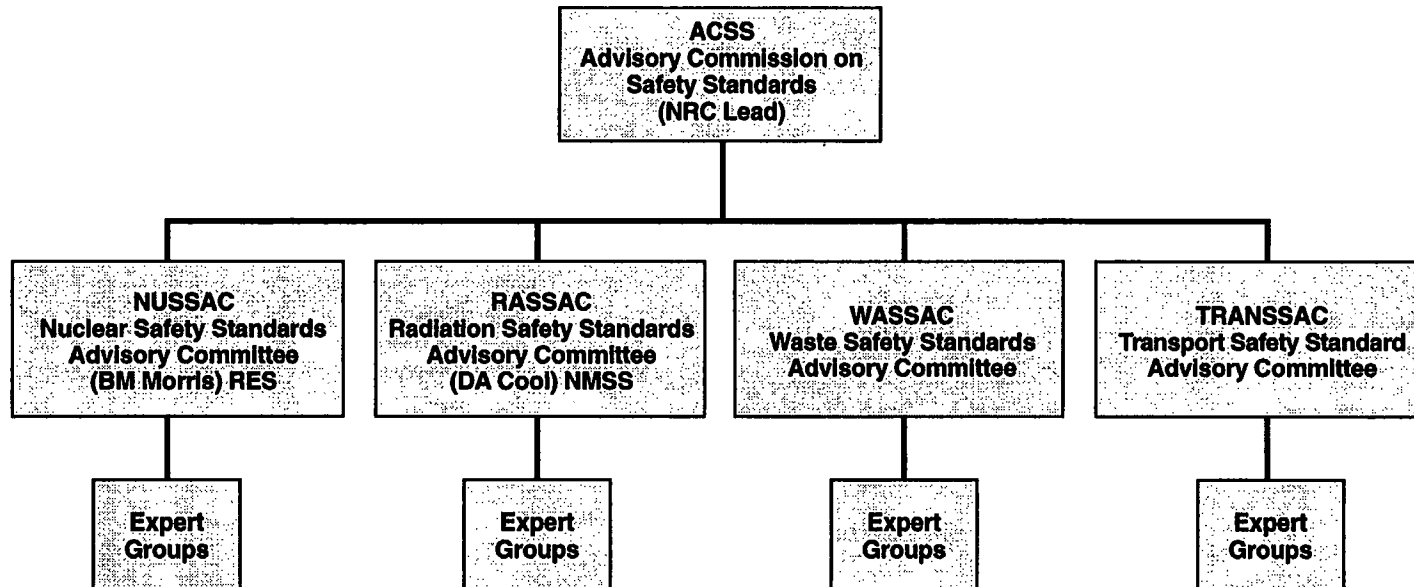 ACSS
Advisory Commission on
Safety Standards
(NRC Lead)
NUSSAC
Nuclear Safety Standards
Advisory Committee
(BM Morris) RES
RASSAC
Radiation Safety Standards
Advisory Committee
(DA Cool) NMSS
WASSAC
Waste Safety Standards
Advisory Committee
TRANSSAC
Transport Safety Standard
Advisory Committee
Expert
Groups
Expert
Groups
Expert
Groups
Expert
Groups